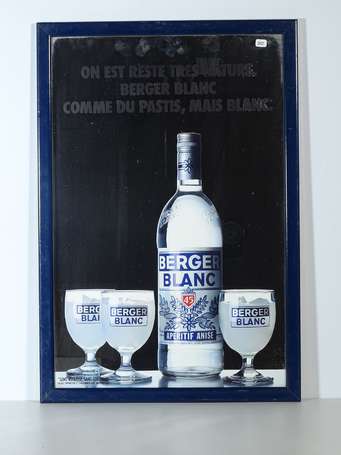 ON EST RESTE TRES NATURE.
BERGER BLANC
COMME DU PASTIS, MAIS BLANC.
BERGER
BLANC
45
APERITIF ANISÉ
BERGER
BLANC
BERGER
BLANC
BERGER
BLANC